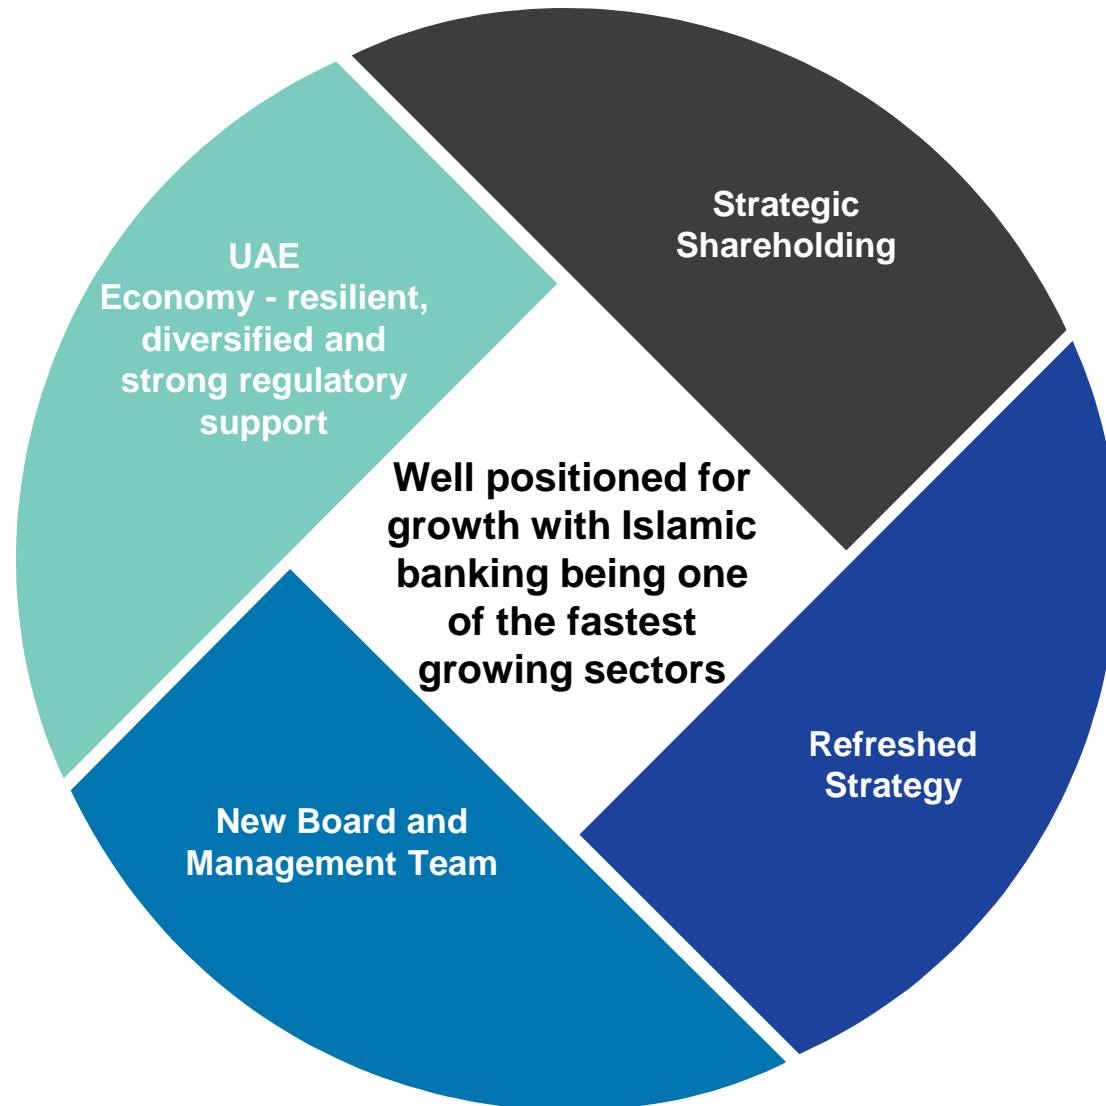 Strategic
Shareholding
UAE
Economy - resilient,
diversified and
strong regulatory
support
Well positioned for
growth with Islamic
banking being one
of the fastest
growing sectors
Refreshed
Strategy
New Board and
Management Team